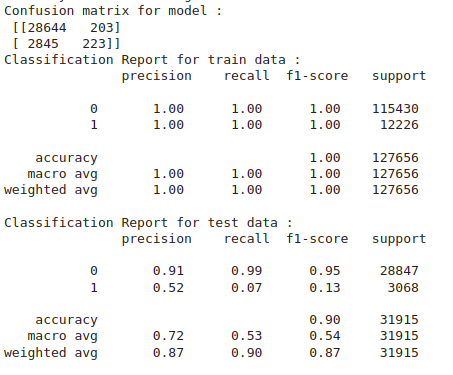 Confusion matrix for model :
[[28644   203]
 [ 2845   223]]
Classification Report for train data :
              precision    recall  f1-score   support

           0       1.00      1.00      1.00    115430
           1       1.00      1.00      1.00     12226

    accuracy                           1.00    127656
   macro avg       1.00      1.00      1.00    127656
weighted avg       1.00      1.00      1.00    127656

Classification Report for test data :
              precision    recall  f1-score   support

           0       0.91      0.99      0.95     28847
           1       0.52      0.07      0.13      3068

    accuracy                           0.90     31915
   macro avg       0.72      0.53      0.54     31915
weighted avg       0.87      0.90      0.87     31915